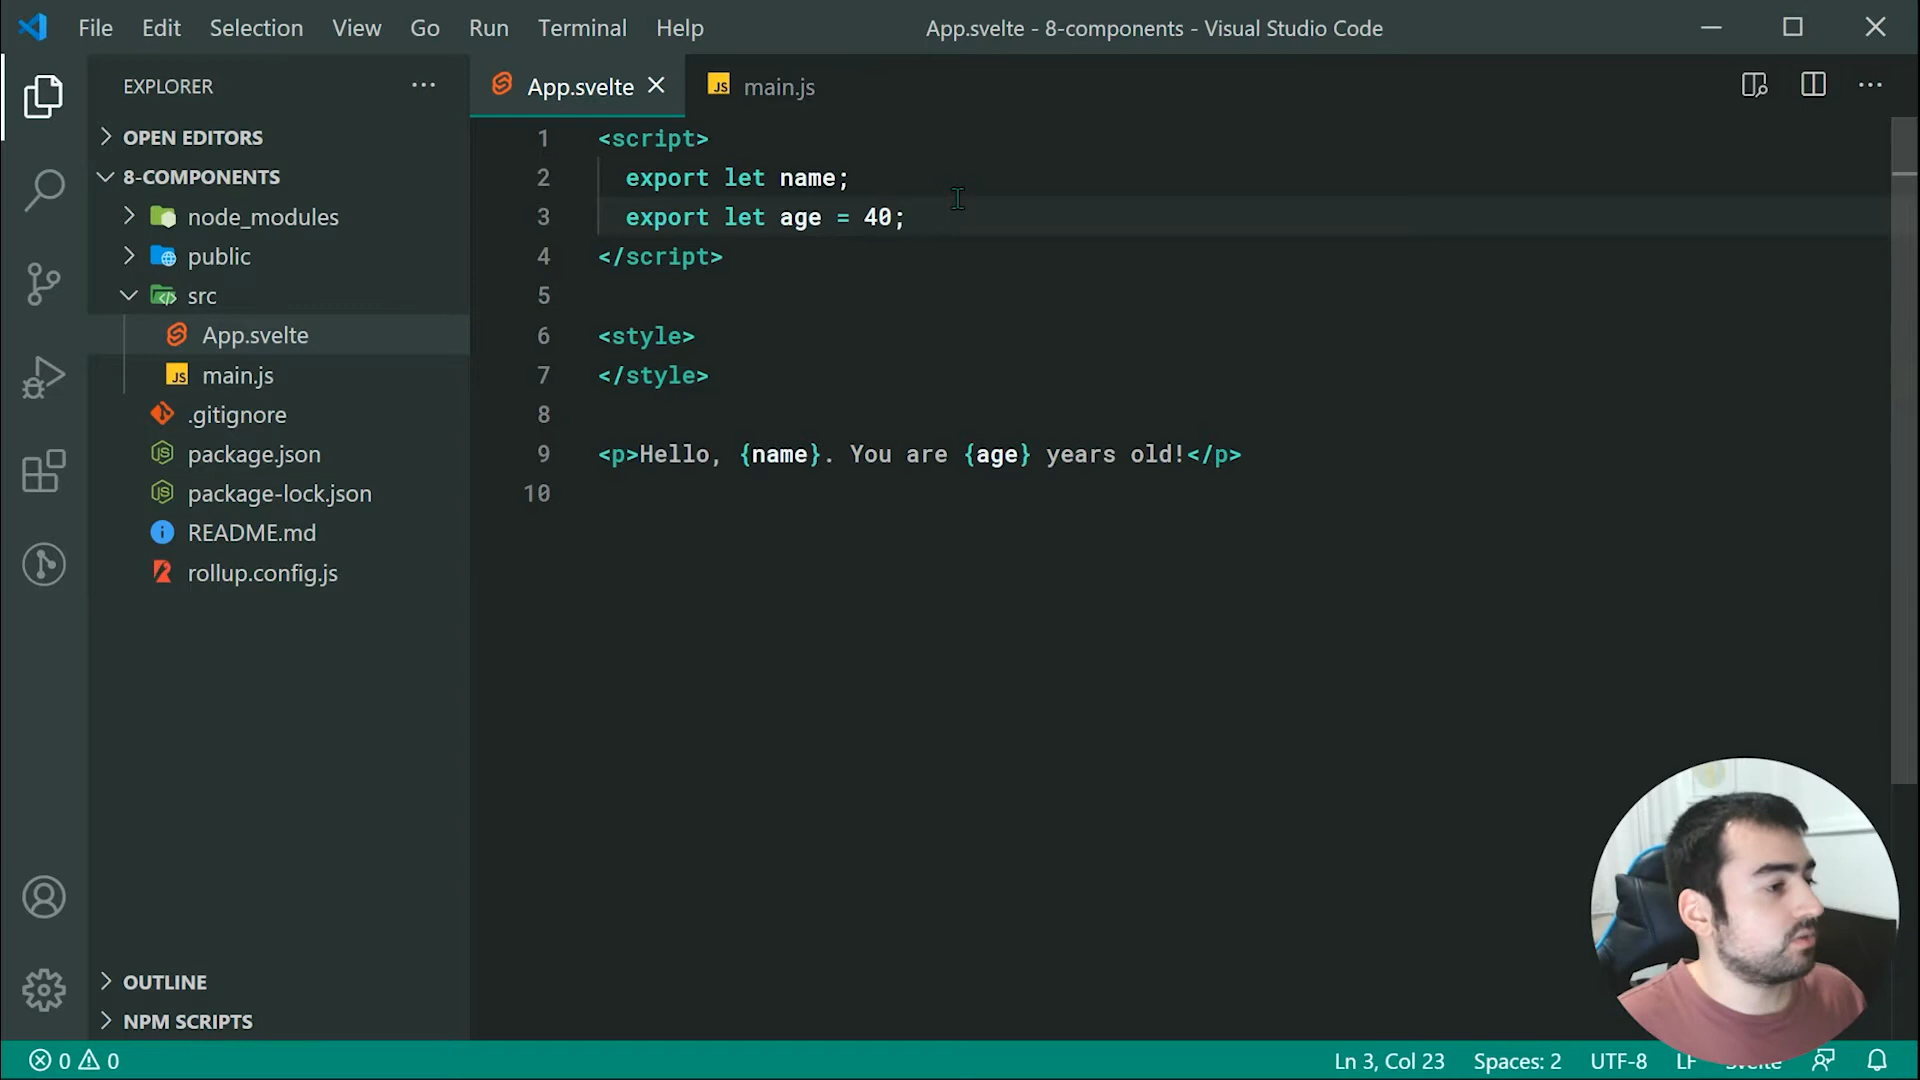 File Edit Selection View Go Run Terminal Help
App.svelte - 8-components - Visual Studio Code
EXPLORER
OPEN EDITORS
8-COMPONENTS
node_modules
public
src
App.svelte
JS main.js
.gitignore
package.json
package-lock.json
README.md
rollup.config.js
OUTLINE
NPM SCRIPTS
App.svelte
JS main.js
1 <script>
2 export let name;
3 export let age = 40;
4 </script>
5
6 <style>
7 </style>
8
9 <p>Hello, {name}. You are {age} years old!</p>
10
0 0
Ln 3, Col 23 Spaces: 2 UTF-8 LF Svelte